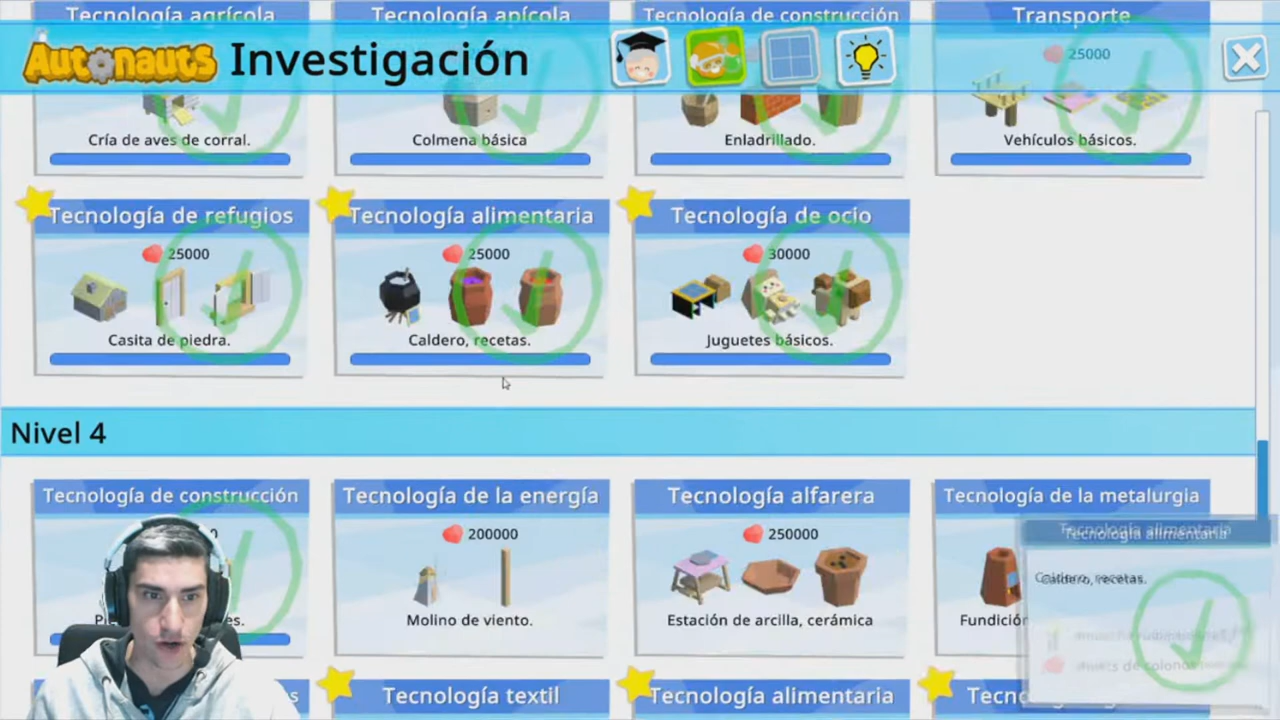 Tecnología agrícola
Tecnología apícola
Tecnología de construcción
Transporte
Autonauts Investigación
25000
Cría de aves de corral.
Colmena básica
Enladrillado.
Vehículos básicos.
Tecnología de refugios
Tecnología alimentaria
Tecnología de ocio
25000
25000
30000
Casita de piedra.
Caldero, recetas.
Juguetes básicos.
Nivel 4
Tecnología de construcción
Tecnología de la energía
Tecnología alfarera
Tecnología de la metalurgia
200000
250000
Molino de viento.
Estación de arcilla, cerámica
Fundición
Tecnología alimentaria
Caldero, recetas.
Tecnología textil
Tecnología alimentaria